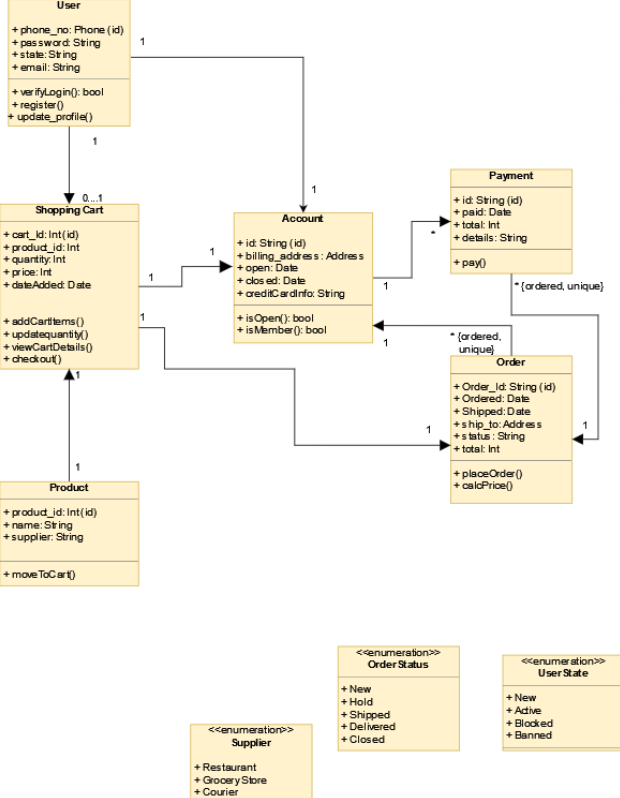 User
+ phone_no: Phone (id)
+ password: String
+ state: String
+ email: String
+ verifyLogin(): bool
+ register()
+ update_profile()
1
1
1
0....1
1
Shopping Cart
+ cart_Id: Int(id)
+ product_id: Int
+ quantity: Int
+ price: Int
+ dateAdded: Date
+ addCartItems()
+ updatequantity()
+ viewCartDetails()
+ checkout()
1
1
1
1
Account
+ id: String (id)
+ billing_address : Address
+ open: Date
+ closed: Date
+ creditCardInfo: String
+ isOpen(): bool
+ isMember(): bool
1
*
1
Payment
+ id: String (id)
+ paid: Date
+ total: Int
+ details: String
+ pay()
* {ordered, unique}
* {ordered,
unique}
1
1
Order
+ Order_Id: String (id)
+ Ordered: Date
+ Shipped: Date
+ ship_to: Address
+ status: String
+ total: Int
+ placeOrder()
+ calcPrice()
1
Product
+ product_id: Int(id)
+ name: String
+ supplier: String
+ moveToCart()
<<enumeration>>
OrderStatus
+ New
+ Hold
+ Shipped
+ Delivered
+ Closed
<<enumeration>>
UserState
+ New
+ Active
+ Blocked
+ Banned
<<enumeration>>
Supplier
+ Restaurant
+ Grocery Store
+ Courier